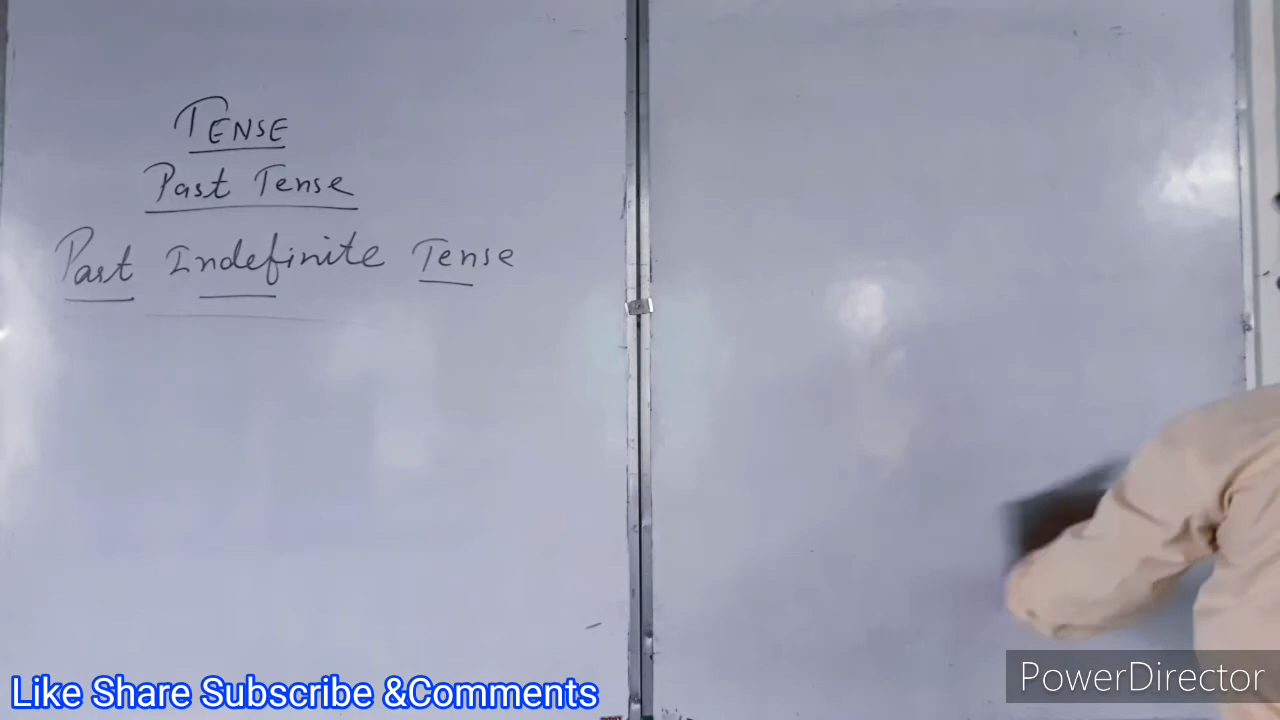 TENSE
Past Tense
Past Indefinite Tense
Like Share Subscribe &Comments
PowerDirector